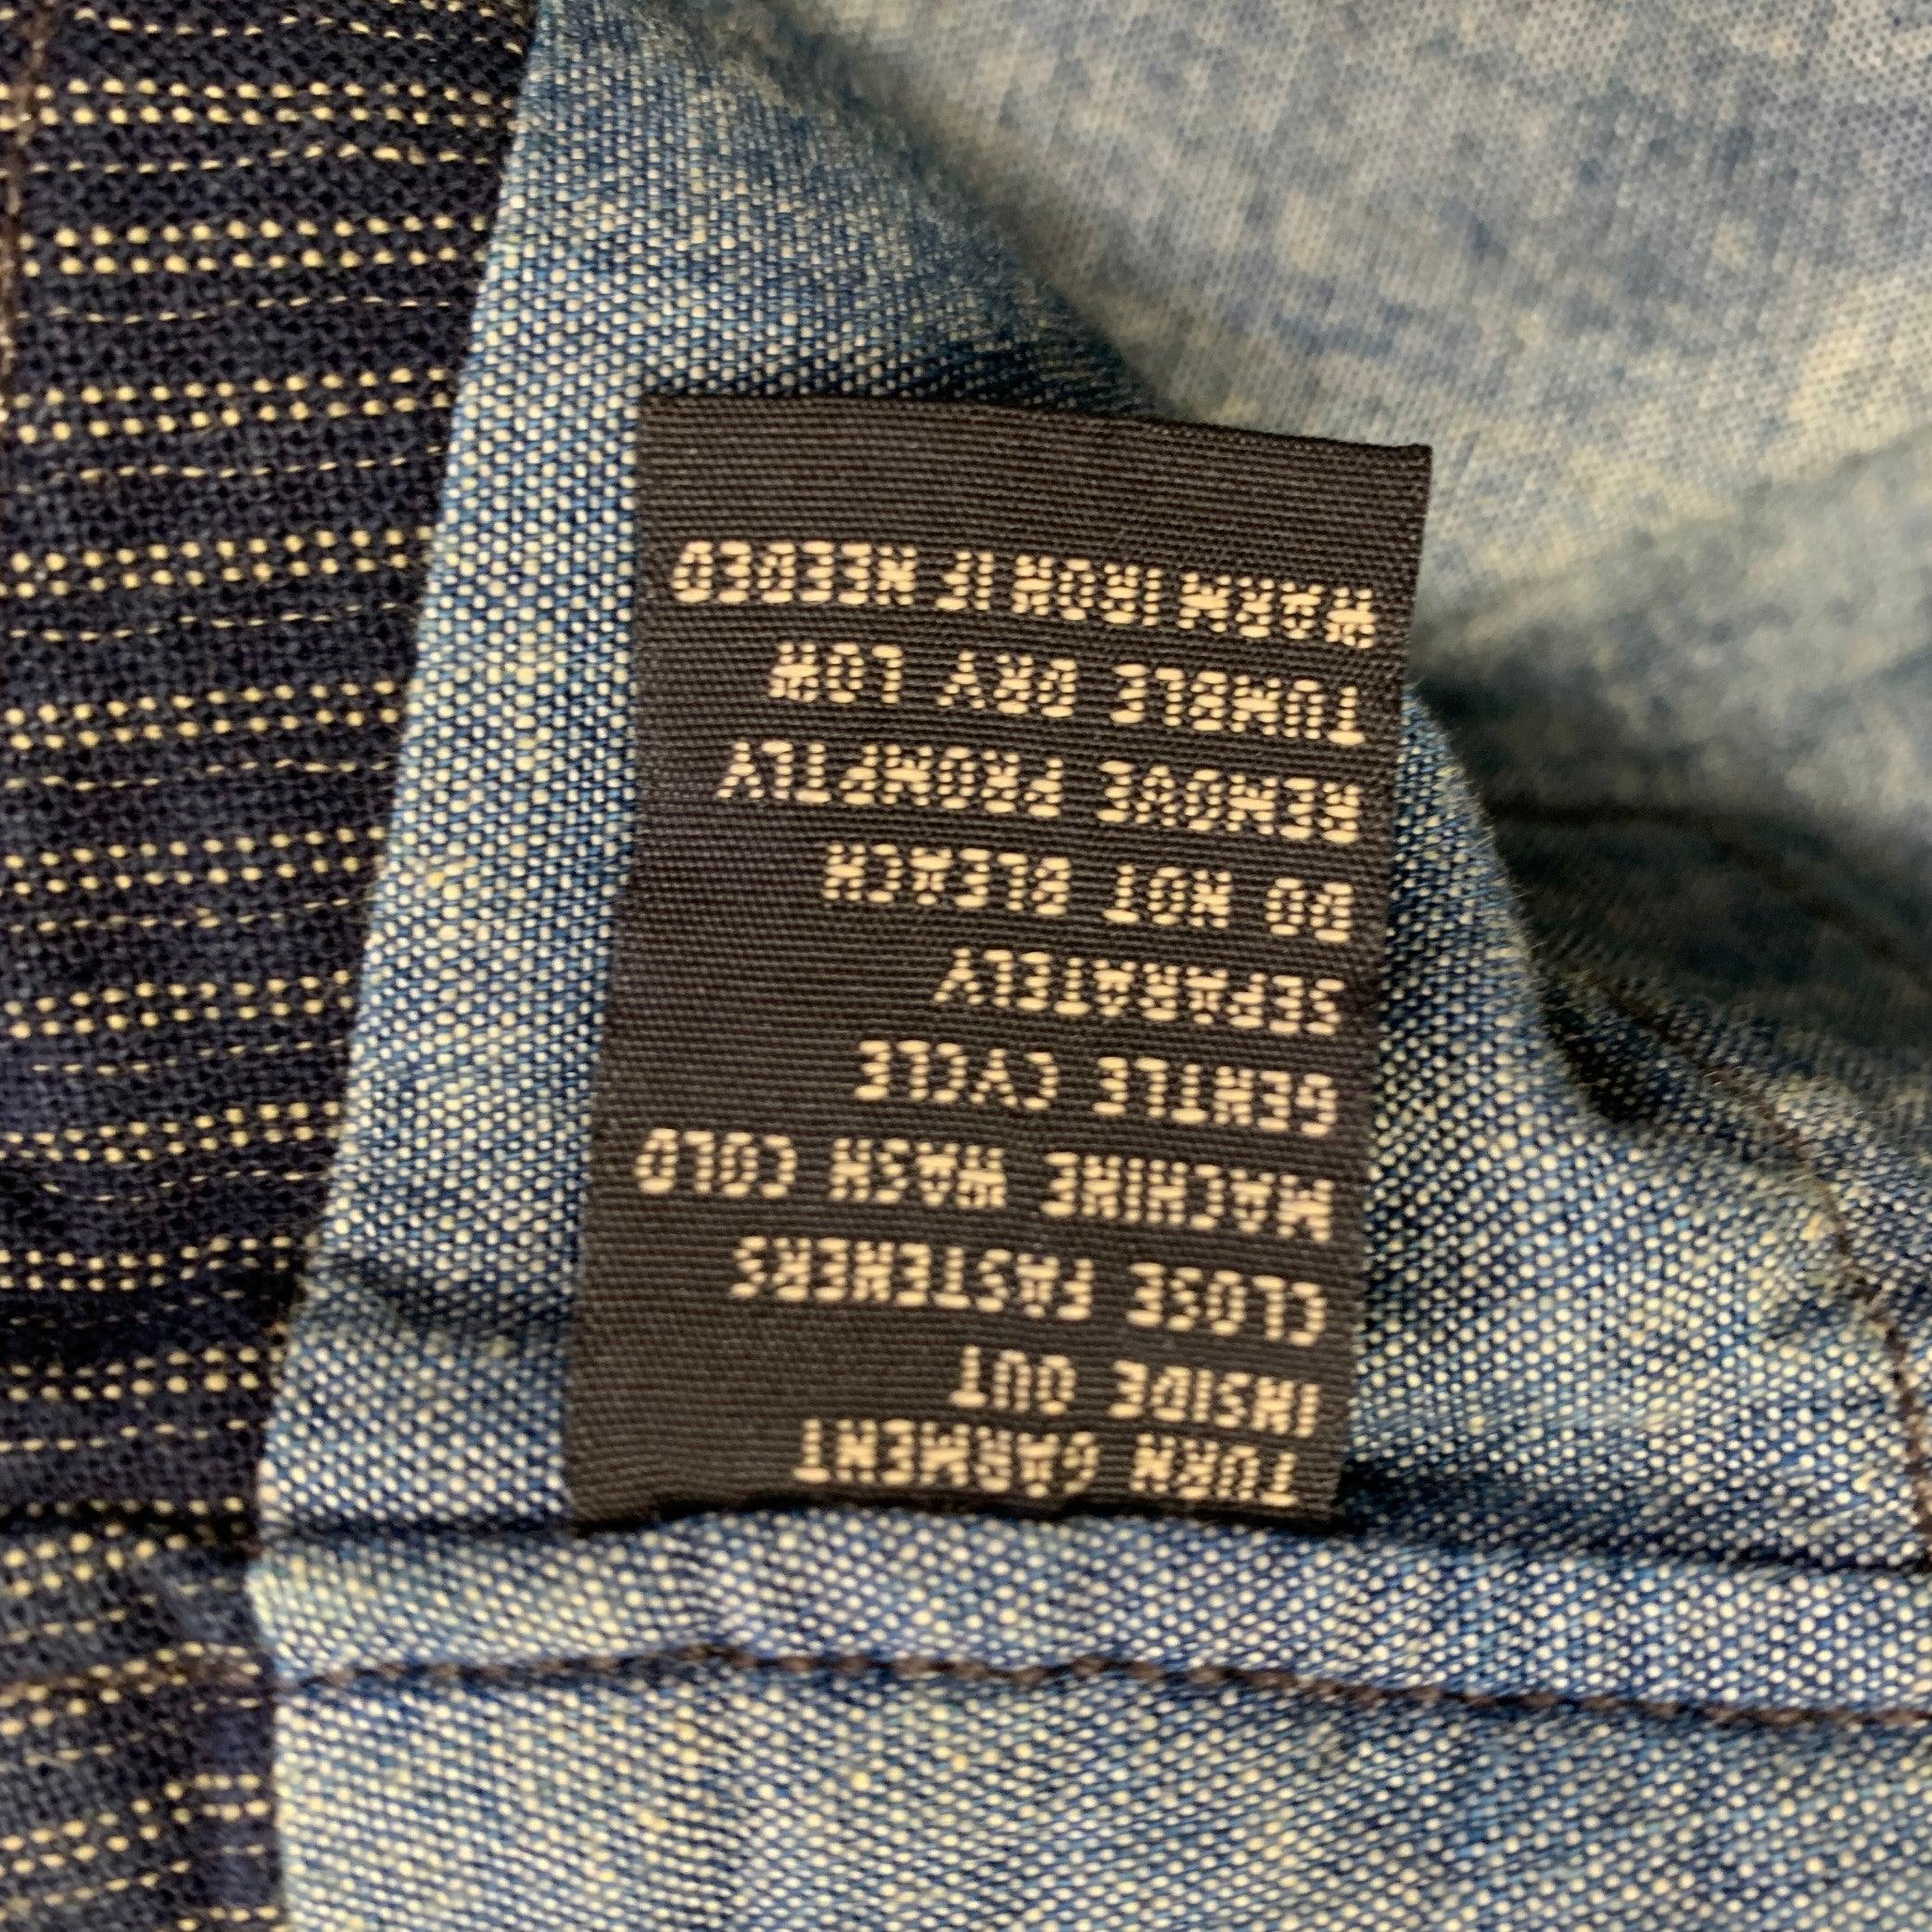 TURN GARMENT
INSIDE OUT
CLOSE FASTENERS
MACHINE WASH COLD
GENTLE CYCLE
SEPARATELY
DO NOT BLEACH
REMOVE PROMPTLY
TUMBLE DRY LOW
WARM IRON IF NEEDED